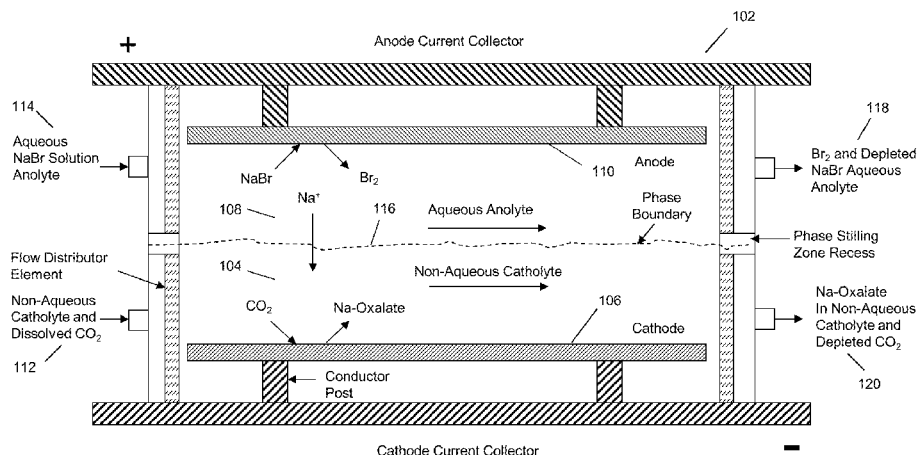 102
+
Anode Current Collector
114
Aqueous
NaBr Solution
Analyte
118
Br2 and Depleted
NaBr Aqueous
Anolyte
Anode
110
NaBr
Br2
Na+
108
116
Aqueous Anolyte
Phase
Boundary
Phase Stilling
Zone Recess
104
Non-Aqueous Catholyte
Flow Distributor
Element
Non-Aqueous
Catholyte and
Dissolved CO2
112
CO2
Na-Oxalate
106
Cathode
Na-Oxalate
In Non-Aqueous
Catholyte and
Depleted CO2
120
Conductor
Post
Cathode Current Collector
-